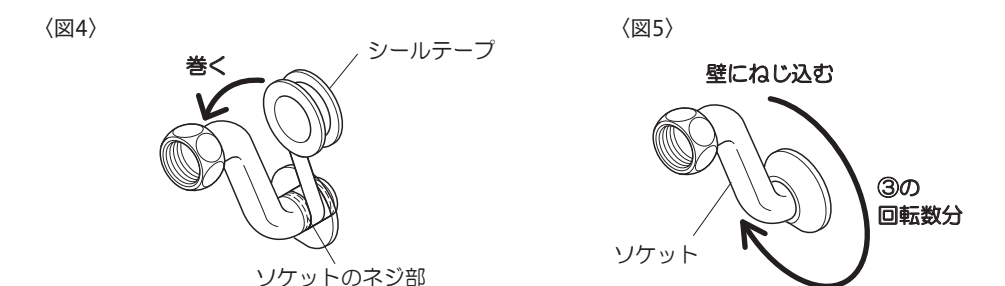 〈図4〉
シールテープ
巻く
ソケットのネジ部
〈図5〉
壁にねじ込む
③の
回転数分
ソケット